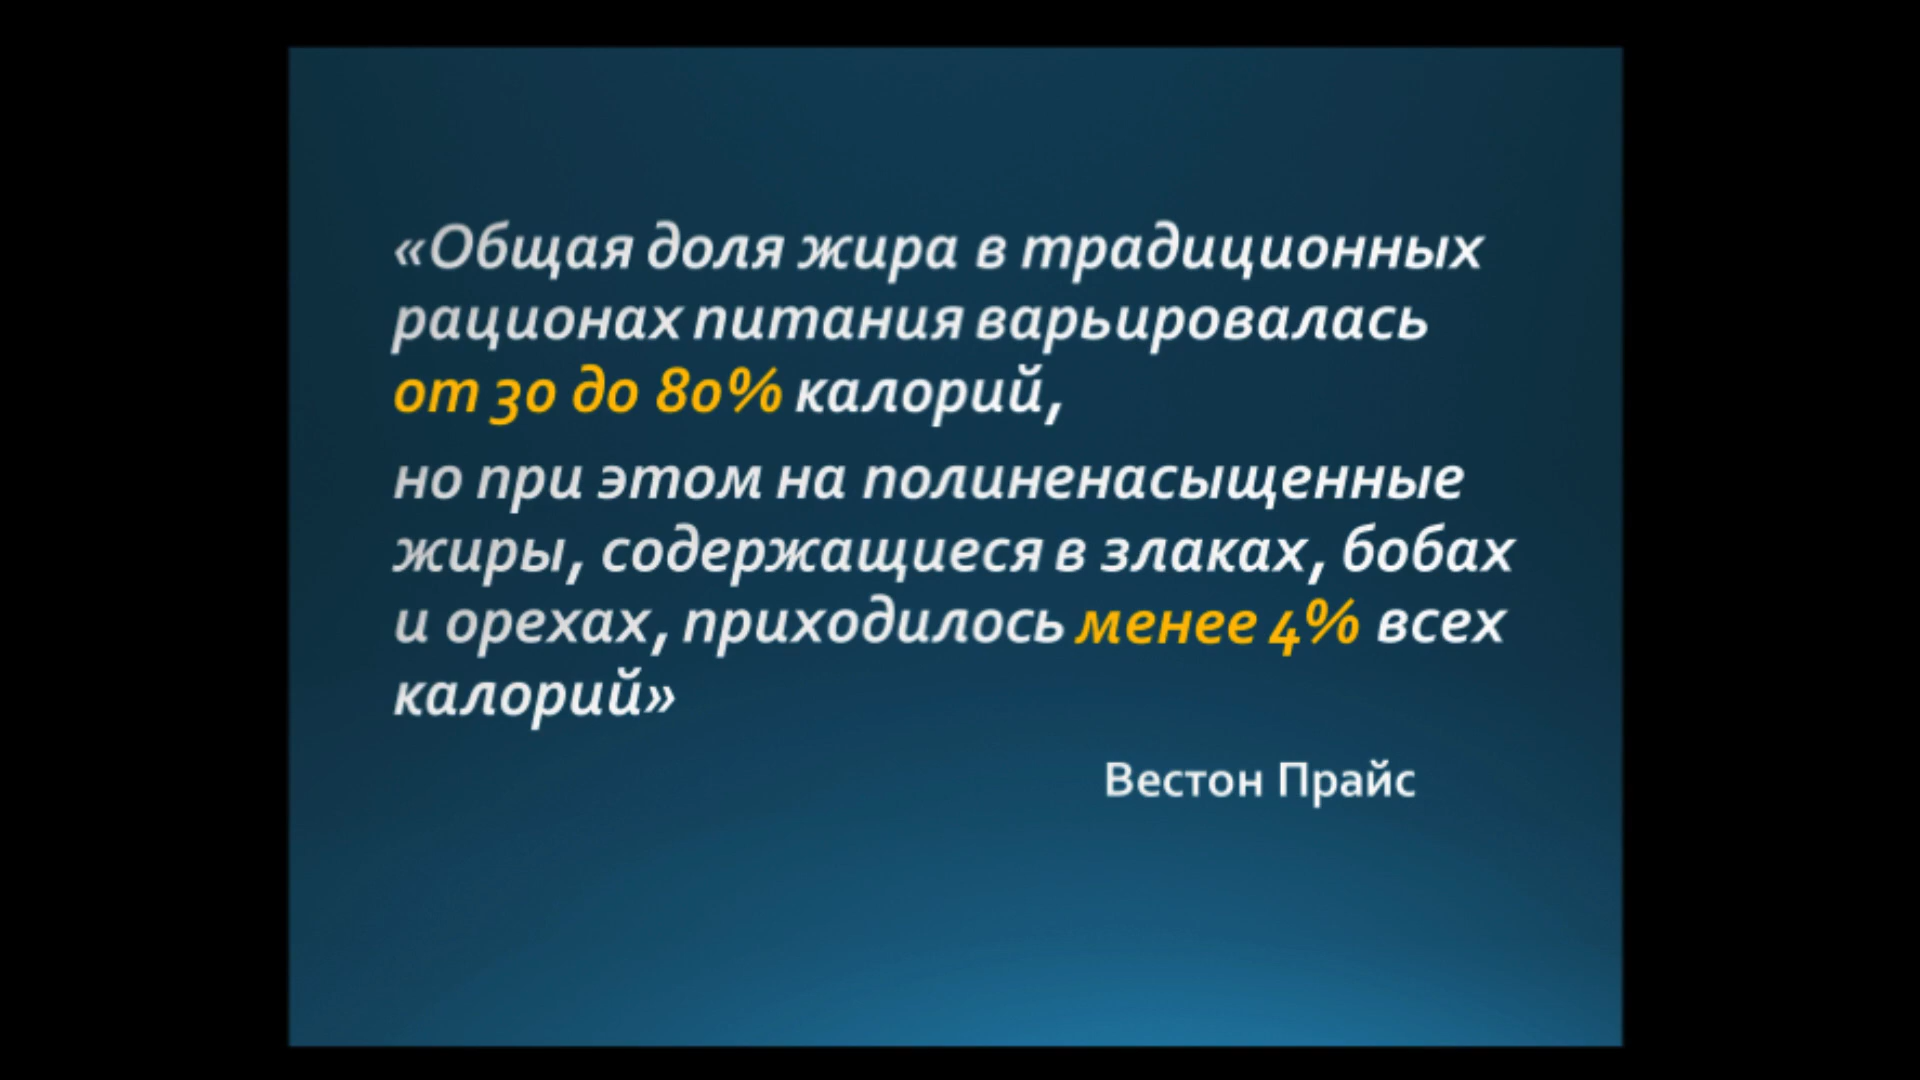 «Общая доля жира в традиционных
рационах питания варьировалась
от 30 до 80% калорий,
но при этом на полиненасыщенные
жиры, содержащиеся в злаках, бобах
и орехах, приходилось менее 4% всех
калорий»
Вестон Прайс